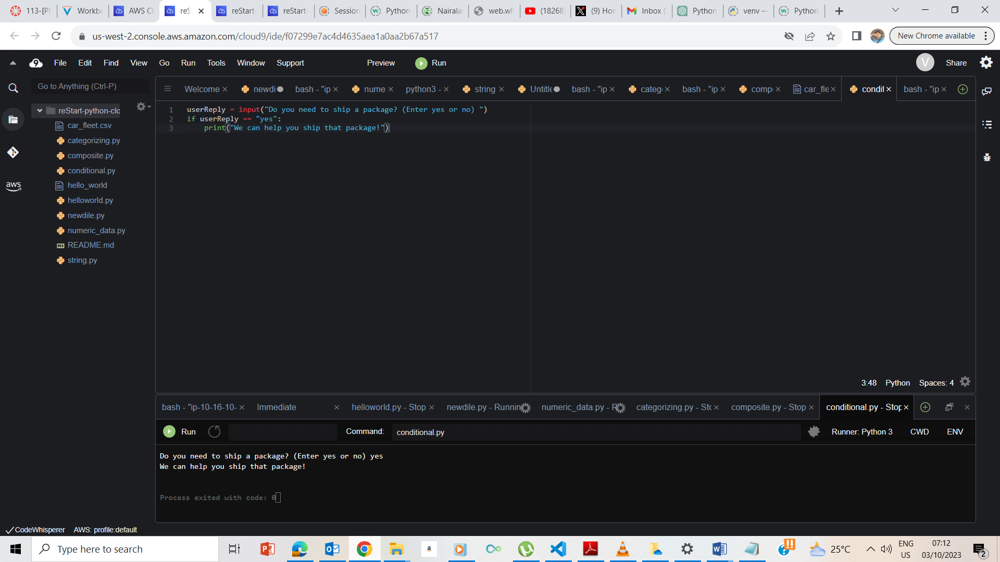 113-[PF
Workbe
AWS Cl
reS
reStart-
reStart-
Session
Python
Nairalan
web.wh
(18268)
(9) Hom
Inbox (
Python
venv —
Python
us-west-2.console.aws.amazon.com/cloud9/ide/f07299e7ac4d4635aea1a0aa2b67a517
New Chrome available
File Edit Find View Go Run Tools Window Support Preview Run
V Share
Go to Anything (Ctrl-P)
Welcome
newdi
bash - "ip
nume
python3 -
string
Untitle
bash - "ip
categ
bash - "ip
comp
car_fle
condit
bash - "ip
reStart-python-clo
car_fleet.csv
categorizing.py
composite.py
conditional.py
hello_world
helloworld.py
newdile.py
numeric_data.py
README.md
string.py
aws
1 userReply = input("Do you need to ship a package? (Enter yes or no) ")
2 if userReply == "yes":
3 print("We can help you ship that package!")
3:48 Python Spaces: 4
bash - "ip-10-16-10-
Immediate
helloworld.py - Stop
newdile.py - Runnin
numeric_data.py - R
categorizing.py - Sto
composite.py - Stop
conditional.py - Stop
Run
Command: conditional.py
Runner: Python 3 CWD ENV
Do you need to ship a package? (Enter yes or no) yes
We can help you ship that package!
Process exited with code: 0
CodeWhisperer AWS: profile:default
Type here to search
25°C
ENG
US
07:12
03/10/2023
2